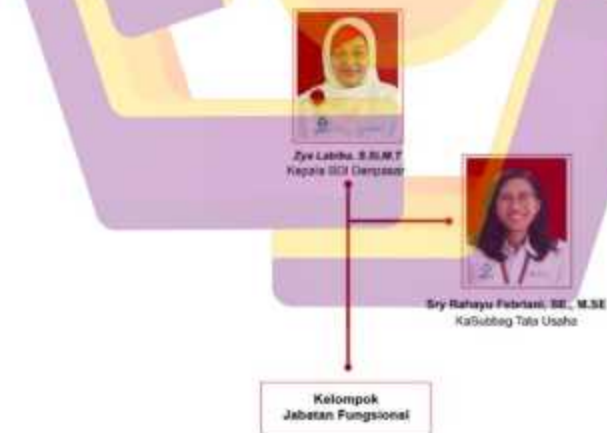 Zya Labiba, S.Si,M.T
Kepala BDI Denpasar
Sry Rahayu Febriani, SE., M.SE
KaSubbag Tata Usaha
Kelompok
Jabatan Fungsional